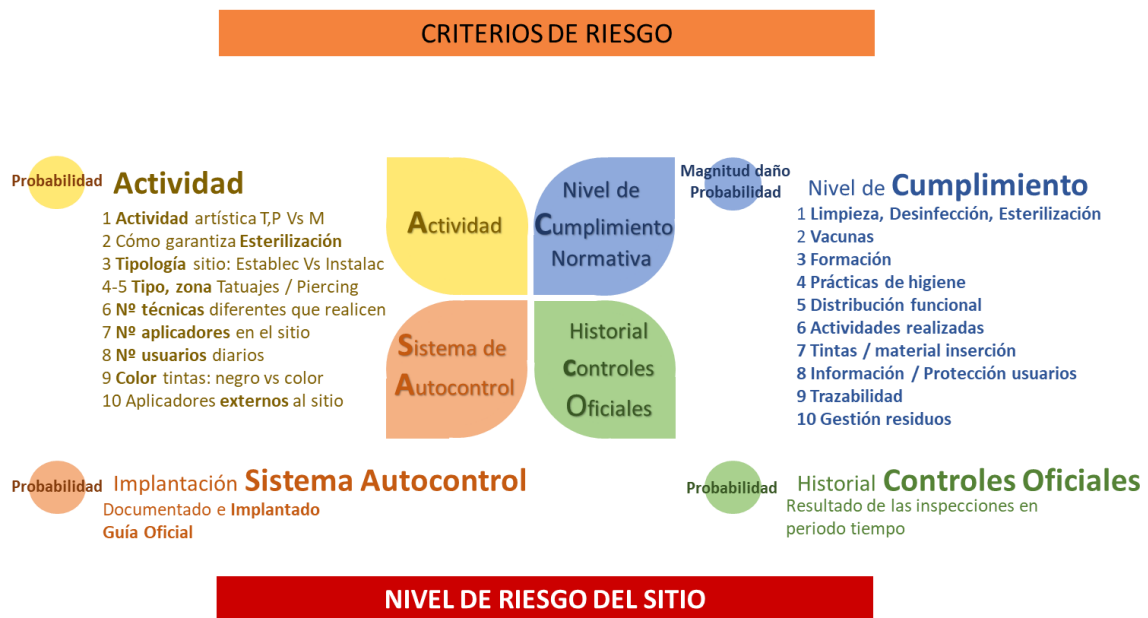 CRITERIOS DE RIESGO
Probabilidad
Actividad
1 Actividad artística T,P Vs M
2 Cómo garantiza Esterilización
3 Tipología sitio: Establec Vs Instalac
4-5 Tipo, zona Tatuajes / Piercing
6 Nº técnicas diferentes que realicen
7 Nº aplicadores en el sitio
8 Nº usuarios diarios
9 Color tintas: negro vs color
10 Aplicadores externos al sitio
Actividad
Nivel de
Cumplimiento
Normativa
Sistema de
Autocontrol
Historial
controles
Oficiales
Magnitud daño
Probabilidad
Nivel de Cumplimiento
1 Limpieza, Desinfección, Esterilización
2 Vacunas
3 Formación
4 Prácticas de higiene
5 Distribución funcional
6 Actividades realizadas
7 Tintas / material inserción
8 Información / Protección usuarios
9 Trazabilidad
10 Gestión residuos
Probabilidad
Implantación Sistema Autocontrol
Documentado e Implantado
Guía Oficial
Probabilidad
Historial Controles Oficiales
Resultado de las inspecciones en
periodo tiempo
NIVEL DE RIESGO DEL SITIO